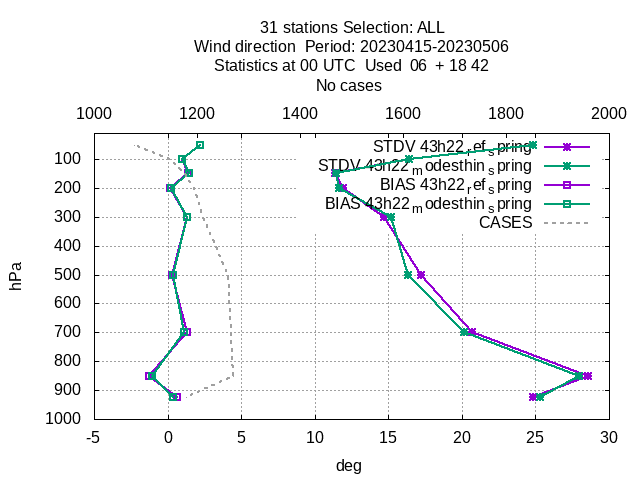 31 stations Selection: ALL
Wind direction  Period: 20230415-20230506
Statistics at 00 UTC  Used  06  + 18 42
No cases
1000 1200 1400 1600 1800 2000
STDV 43h22_ref_spring
STDV 43h22_modesthin_spring
BIAS 43h22_ref_spring
BIAS 43h22_modesthin_spring
CASES
hPa
100
200
300
400
500
600
700
800
900
1000
-5 0 5 10 15 20 25 30
deg